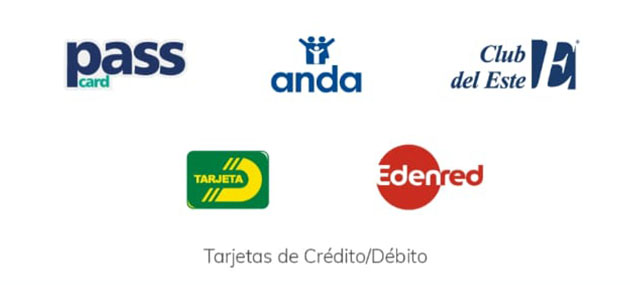 pass
card
anda
Club
del Este
E
TARJETA D
Edenred
Tarjetas de Crédito/Débito